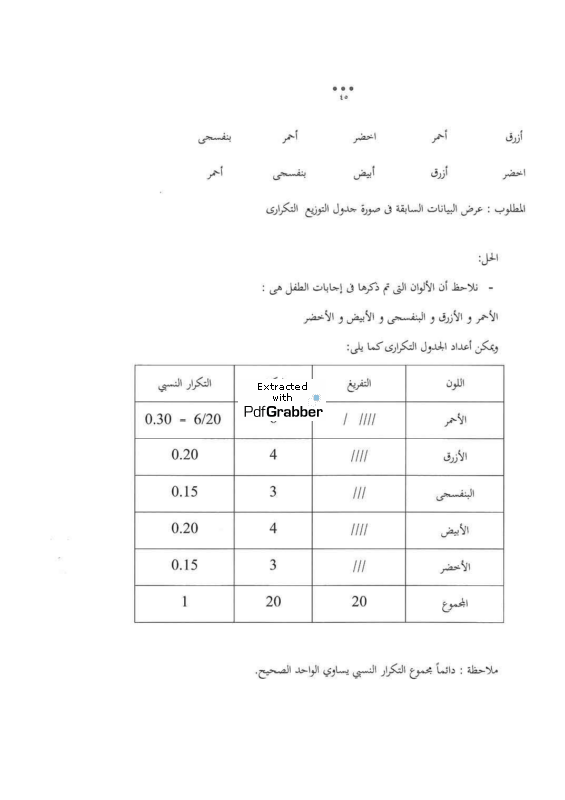 ٤٥
أزرق أحمر اخضر أحمر بنفسجى
اخضر أزرق أبيض بنفسجى أحمر
المطلوب : عرض البيانات السابقة فى صورة جدول التوزيع التكرارى
الحل:
- نلاحظ أن الألوان التى تم ذكرها فى إجابات الطفل هى :
الأحمر و الأزرق و البنفسجى و الأبيض و الأخضر
ويمكن أعداد الجدول التكرارى كما يلى:
اللون التفريغ التكرار النسبي
الأحمر //// / 0.30 = 6/20
الأزرق //// 4 0.20
البنفسجى /// 3 0.15
الأبيض //// 4 0.20
الأخضر /// 3 0.15
المجموع 20 20 1
Extracted
with
PdfGrabber
ملاحظة : دائماً مجموع التكرار النسبي يساوي الواحد الصحيح.